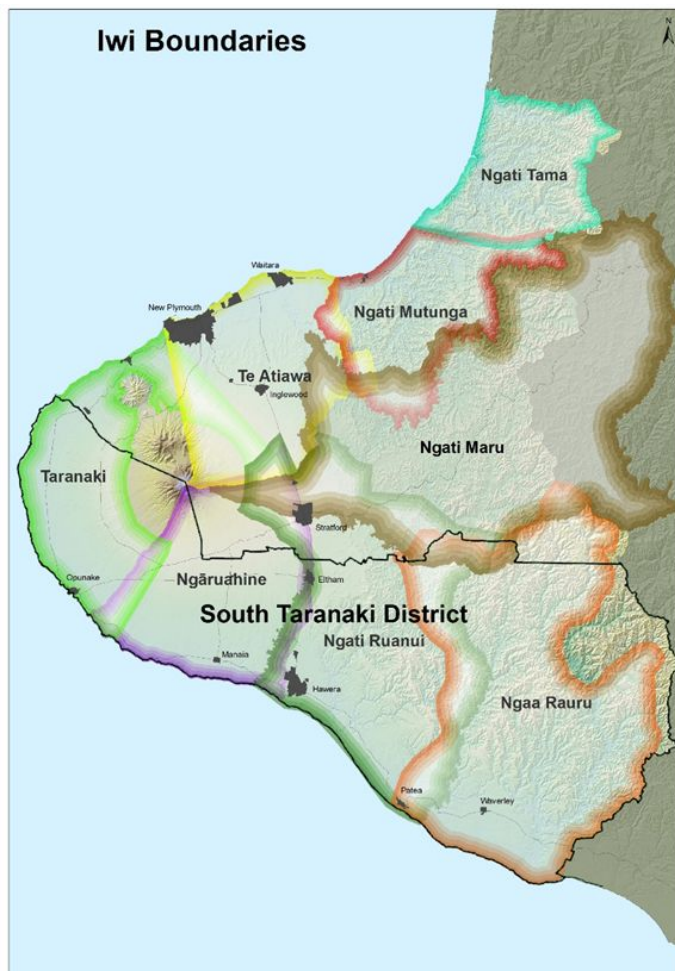 Iwi Boundaries
N
Ngati Tama
Waitara
Ngati Mutunga
New Plymouth
Te Atiawa
Inglewood
Ngati Maru
Taranaki
Stratford
Opunake
Ngāruahine
Eltham
South Taranaki District
Ngati Ruanui
Manaia
Hawera
Ngaa Rauru
Patea
Waverley